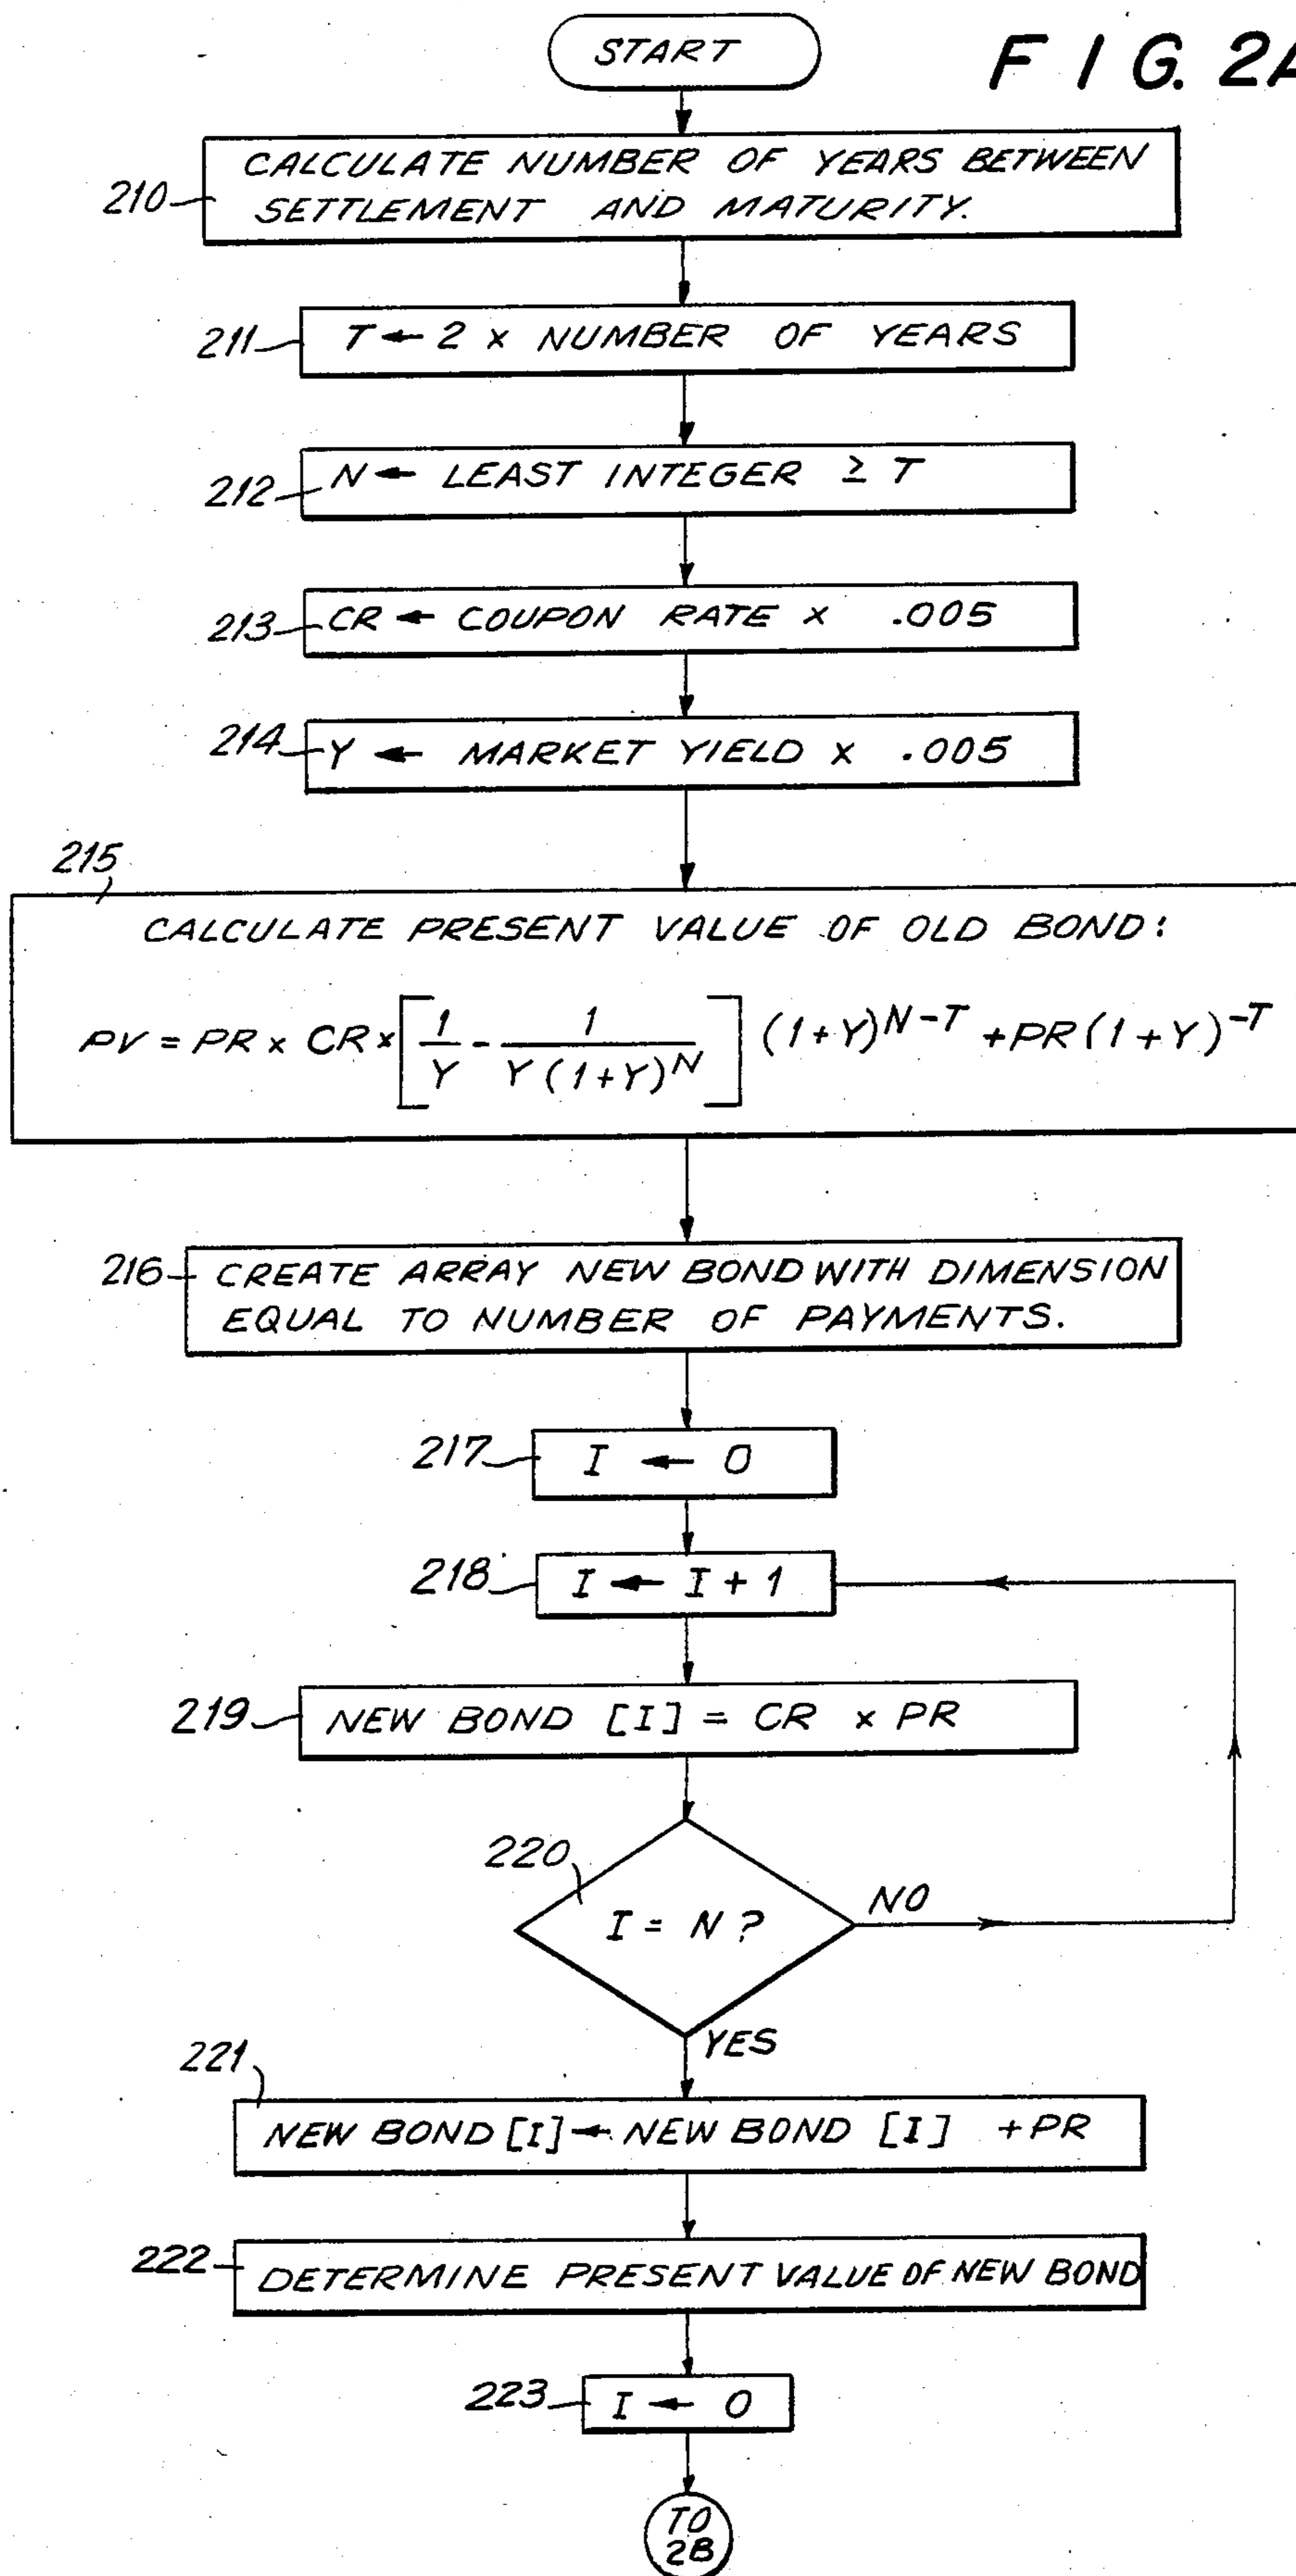 START
F I G. 2A
CALCULATE NUMBER OF YEARS BETWEEN
210
SETTLEMENT AND MATURITY.
211
T ← 2 x NUMBER OF YEARS
212
N ← LEAST INTEGER ≥ T
213
CR ← COUPON RATE x .005
214
Y ← MARKET YIELD x .005
215
CALCULATE PRESENT VALUE OF OLD BOND:
PV = PR x CR x [1/Y - 1/Y(1+Y)^N] (1+Y)^N-T + PR(1+Y)^-T
216
CREATE ARRAY NEW BOND WITH DIMENSION
EQUAL TO NUMBER OF PAYMENTS.
217
I ← 0
218
I ← I + 1
219
NEW BOND [I] = CR x PR
220
I = N ?
NO
YES
221
NEW BOND [I] ← NEW BOND [I] + PR
222
DETERMINE PRESENT VALUE OF NEW BOND
223
I ← 0
TO
2B